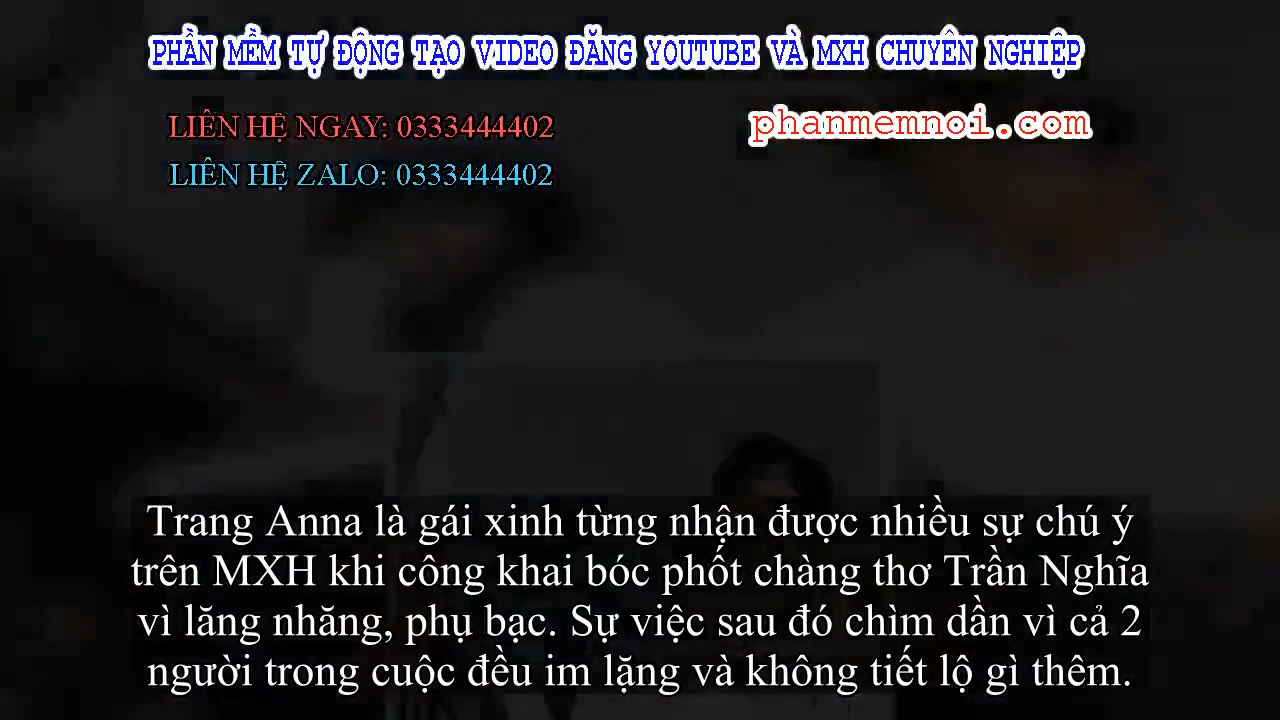 PHẦN MỀM TỰ ĐỘNG TẠO VIDEO ĐĂNG YOUTUBE VÀ MXH CHUYÊN NGHIỆP
LIÊN HỆ NGAY: 0333444402
phanmemnoi.com
LIÊN HỆ ZALO: 0333444402
Trang Anna là gái xinh từng nhận được nhiều sự chú ý
trên MXH khi công khai bóc phốt chàng thơ Trần Nghĩa
vì lăng nhăng, phụ bạc. Sự việc sau đó chìm dần vì cả 2
người trong cuộc đều im lặng và không tiết lộ gì thêm.